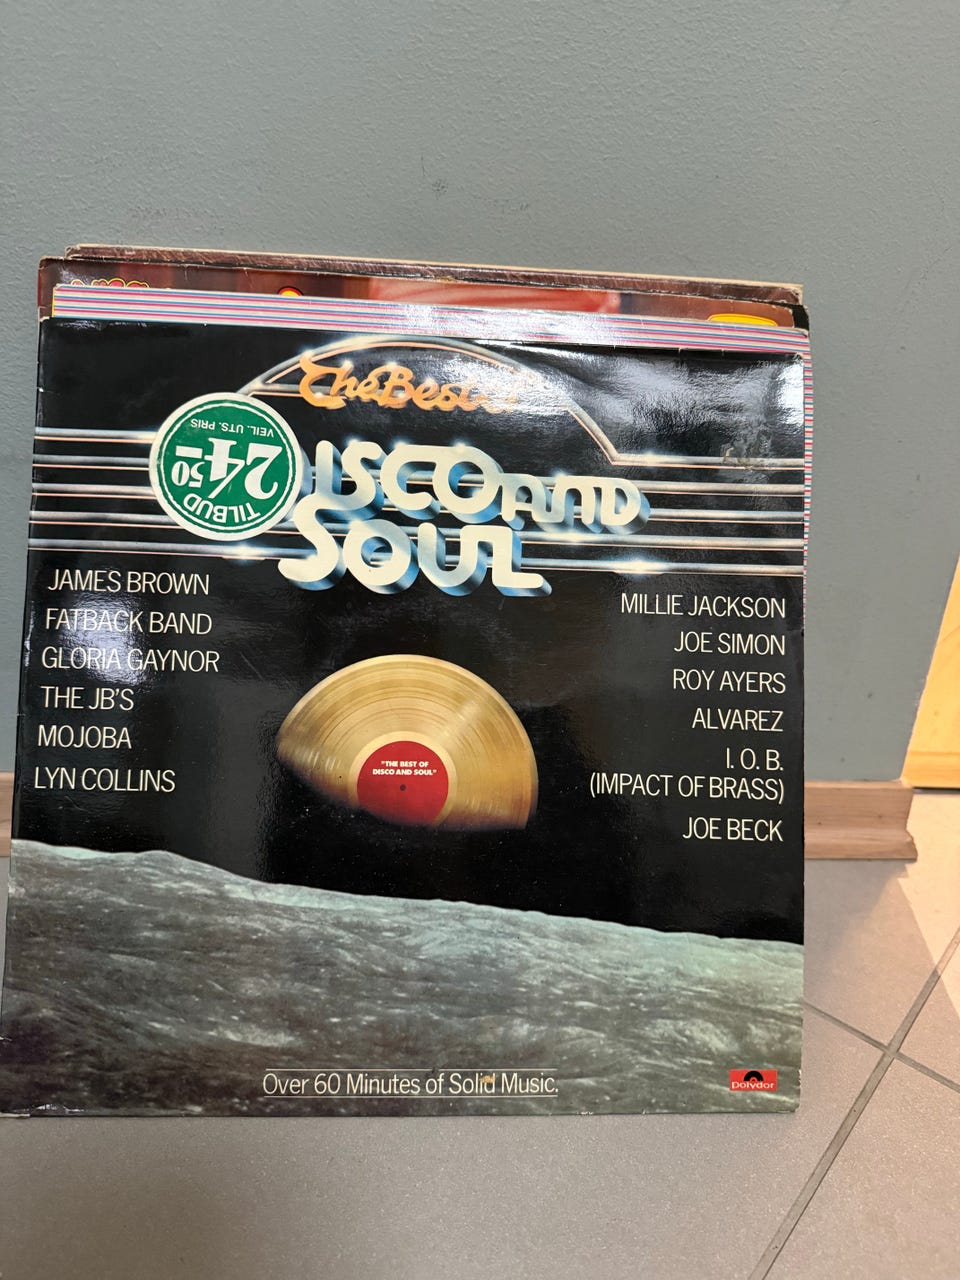 The Best of
DISCO AND
SOUL
TILBUD
24 50
VEIL. UTS. PRIS
JAMES BROWN
FATBACK BAND
GLORIA GAYNOR
THE JB'S
MOJOBA
LYN COLLINS
MILLIE JACKSON
JOE SIMON
ROY AYERS
ALVAREZ
I. O. B.
(IMPACT OF BRASS)
JOE BECK
"THE BEST OF
DISCO AND SOUL"
Over 60 Minutes of Solid Music.
Polydor